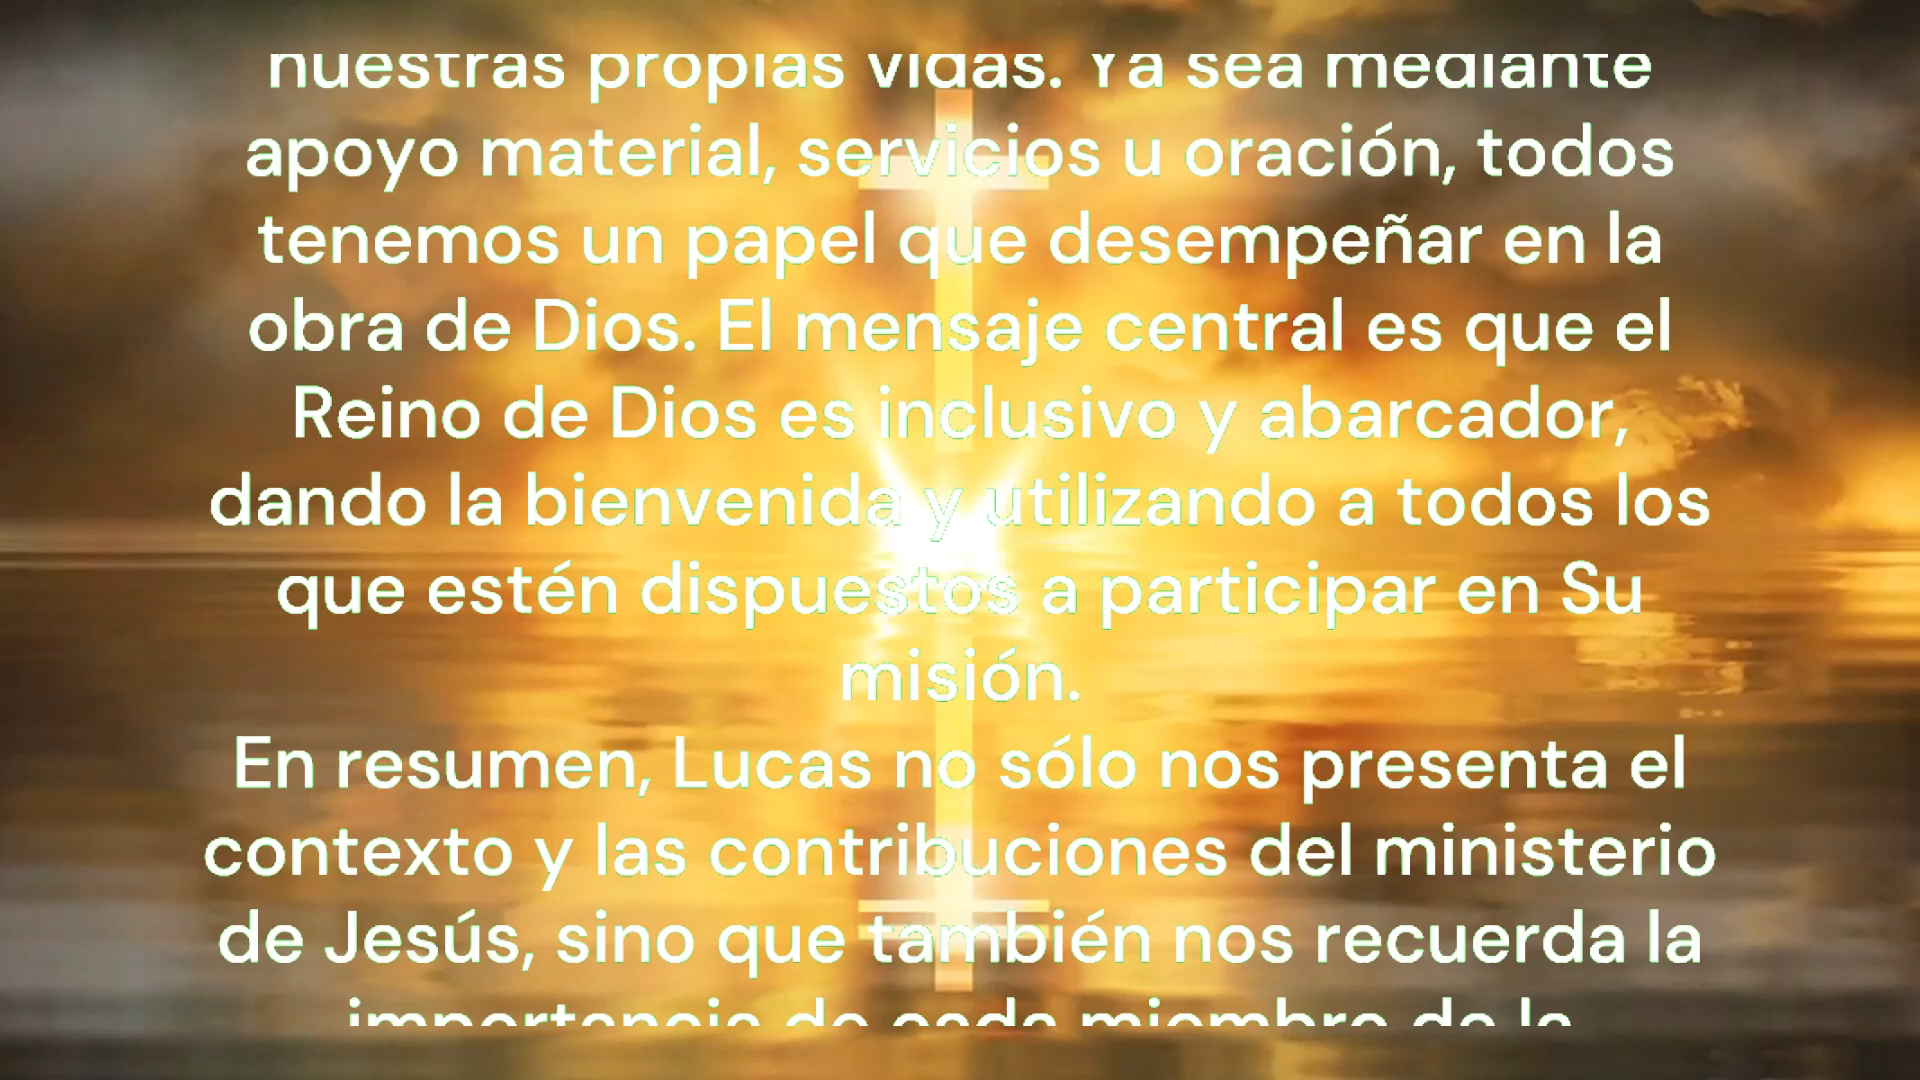 nuestras propias vidas. Ya sea mediante
apoyo material, servicios u oración, todos
tenemos un papel que desempeñar en la
obra de Dios. El mensaje central es que el
Reino de Dios es inclusivo y abarcador,
dando la bienvenida y utilizando a todos los
que estén dispuestos a participar en Su
misión.
En resumen, Lucas no sólo nos presenta el
contexto y las contribuciones del ministerio
de Jesús, sino que también nos recuerda la
importancia de cada miembro de la